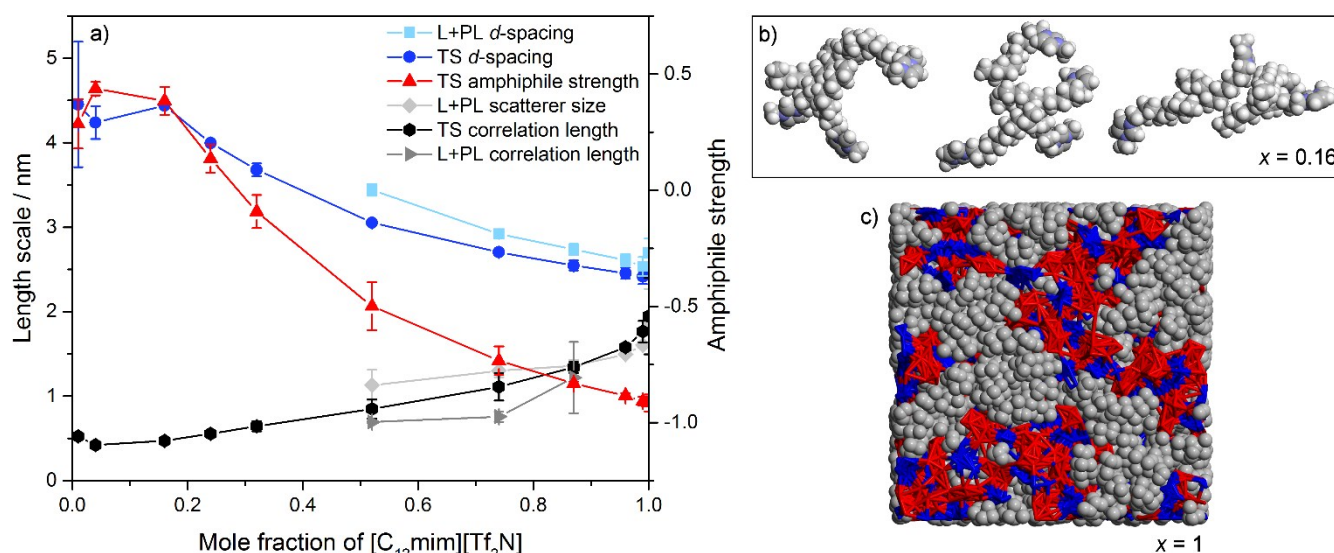 a)
L+PL d-spacing
TS d-spacing
TS amphiphile strength
L+PL scatterer size
TS correlation length
L+PL correlation length
Length scale / nm
5
4
3
2
1
0
0.5
0.0
-0.5
-1.0
Amphiphile strength
0.0
0.2
0.4
0.6
0.8
1.0
Mole fraction of [C₁₂mim][Tf₂N]
b)
x = 0.16
c)
x = 1